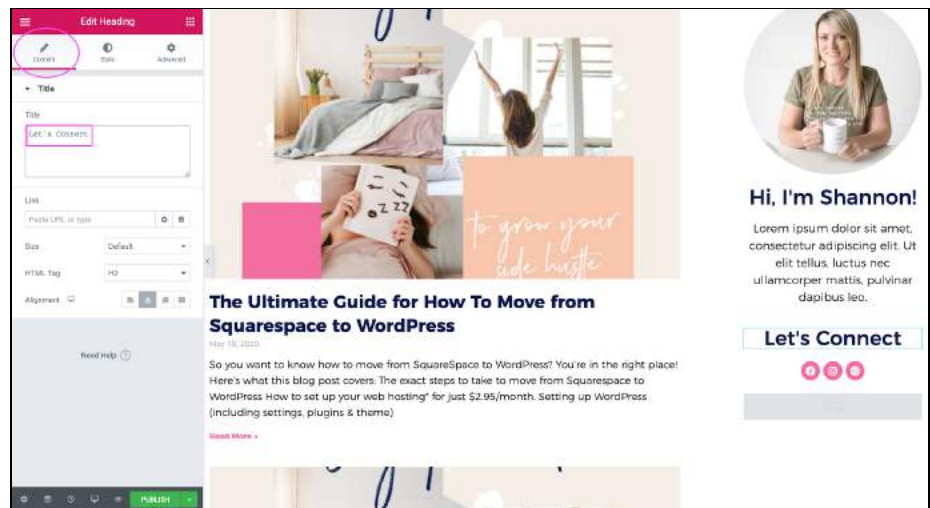 Edit Heading
Content
Style
Advanced
Title
Title
Let's Connect
Link
Paste URL or type
Size
Default
HTML Tag
H2
Alignment
Need Help
PUBLISH
to grow your
side hustle
The Ultimate Guide for How To Move from
Squarespace to WordPress
May 19, 2020
So you want to know how to move from SquareSpace to WordPress? You're in the right place!
Here's what this blog post covers: The exact steps to take to move from Squarespace to
WordPress How to set up your web hosting* for just $2.95/month. Setting up WordPress
(including settings, plugins & theme)
Read More »
Hi, I'm Shannon!
Lorem ipsum dolor sit amet,
consectetur adipiscing elit. Ut
elit tellus, luctus nec
ullamcorper mattis, pulvinar
dapibus leo.
Let's Connect